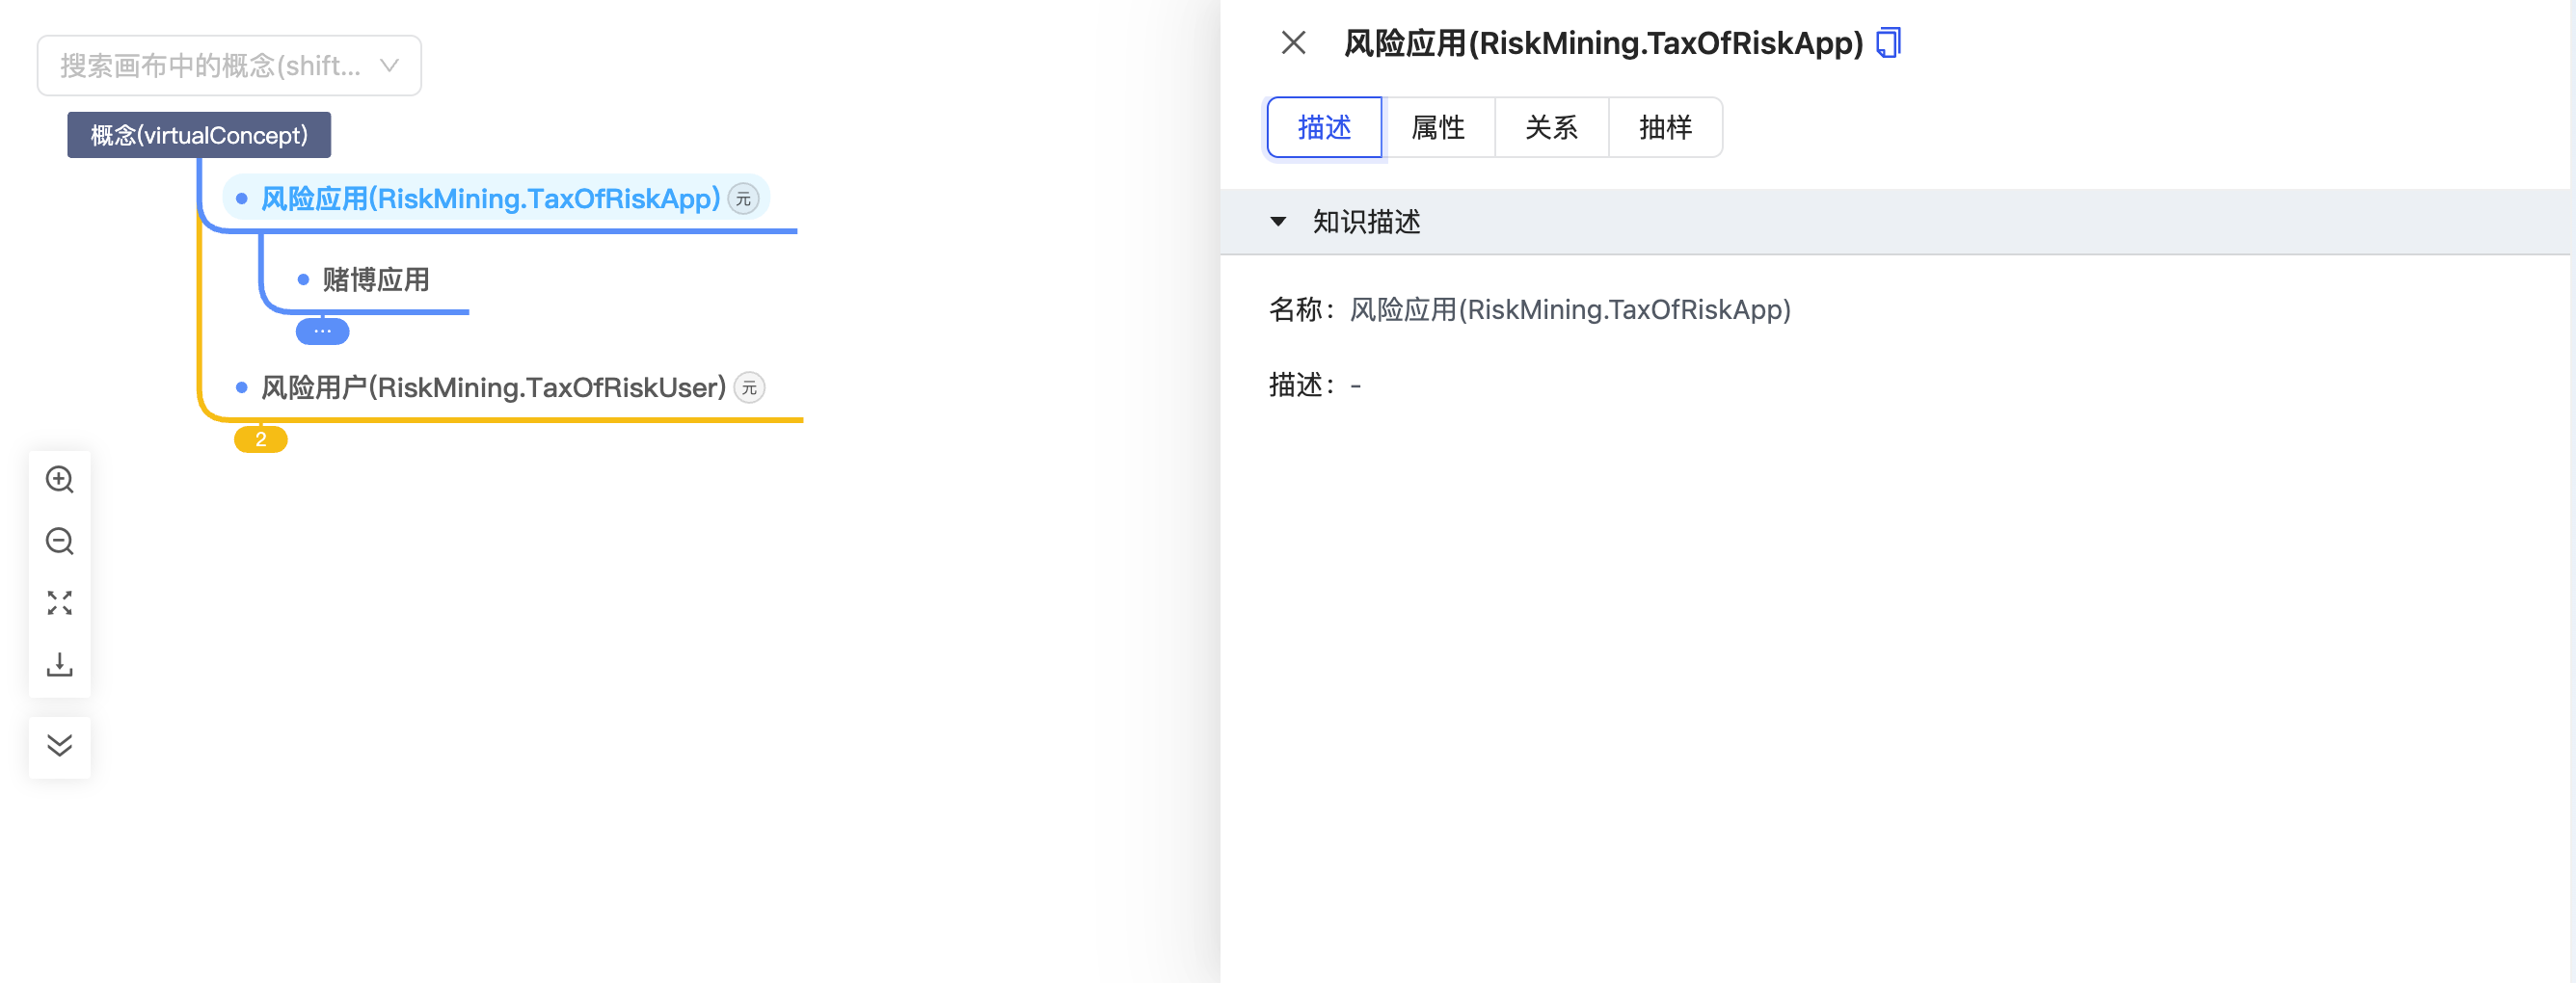 搜索画布中的概念(shift...
概念(virtualConcept)
风险应用(RiskMining.TaxOfRiskApp) 元
赌博应用
...
风险用户(RiskMining.TaxOfRiskUser) 元
2
风险应用(RiskMining.TaxOfRiskApp)
描述 属性 关系 抽样
知识描述
名称：风险应用(RiskMining.TaxOfRiskApp)
描述：-